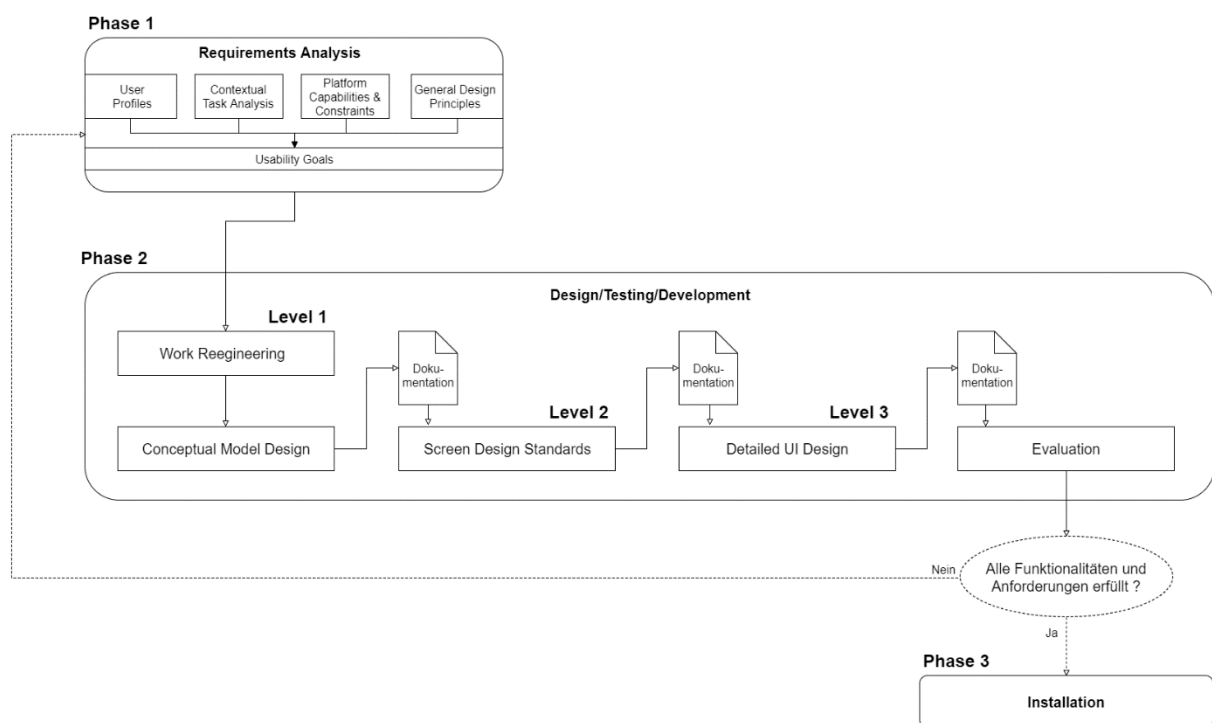 Phase 1
Requirements Analysis
User
Profiles
Contextual
Task Analysis
Platform
Capabilities &
Constraints
General Design
Principles
Usability Goals
Phase 2
Design/Testing/Development
Level 1
Work Reegineering
Conceptual Model Design
Doku-
mentation
Level 2
Screen Design Standards
Doku-
mentation
Level 3
Detailed UI Design
Doku-
mentation
Evaluation
Alle Funktionalitäten und
Anforderungen erfüllt ?
Nein
Ja
Phase 3
Installation